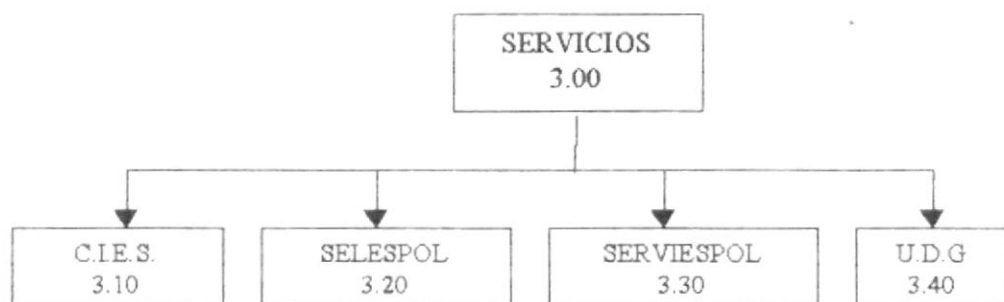 SERVICIOS
3.00
C.I.E.S.
3.10
SELESPOL
3.20
SERVIESPOL
3.30
U.D.G
3.40